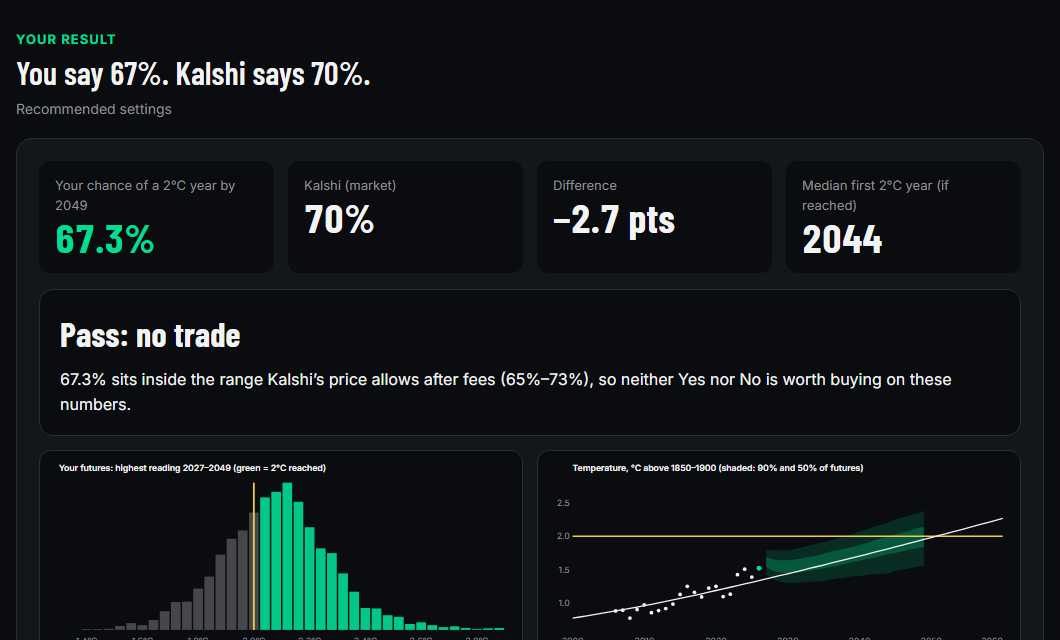 YOUR RESULT
You say 67%. Kalshi says 70%.
Recommended settings
Your chance of a 2°C year by
2049
67.3%
Kalshi (market)
70%
Difference
−2.7 pts
Median first 2°C year (if
reached)
2044
Pass: no trade
67.3% sits inside the range Kalshi’s price allows after fees (65%–73%), so neither Yes nor No is worth buying on these
numbers.
Your futures: highest reading 2027–2049 (green = 2°C reached)
Temperature, °C above 1850–1900 (shaded: 90% and 50% of futures)
2.5
2.0
1.5
1.0